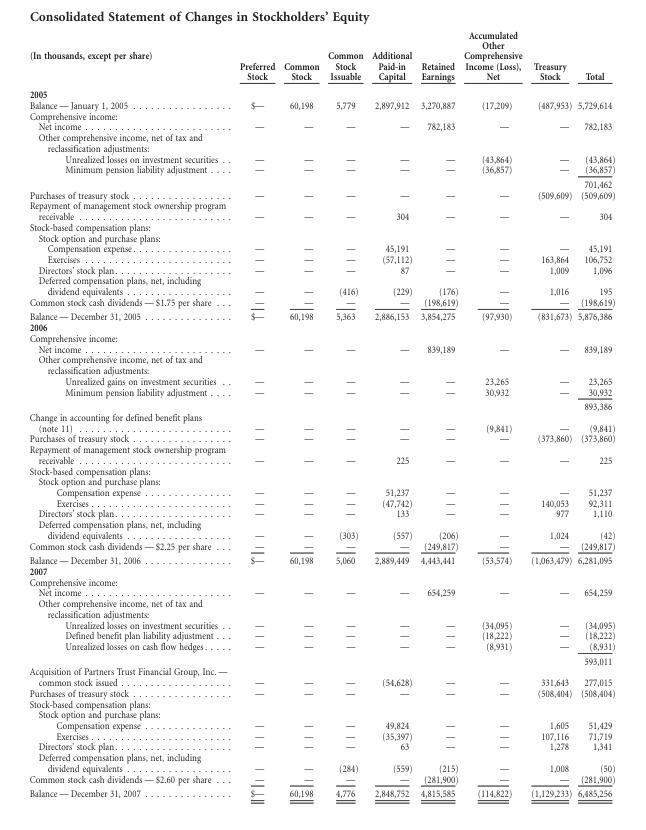 Consolidated Statement of Changes in Stockholders' Equity
Accumulated
Other
(In thousands, except per share) Common Additional Comprehensive
Preferred Common Stock Paid-in Retained Income (Loss), Treasury
Stock Stock Issuable Capital Earnings Net Stock Total
2005
Balance — January 1, 2005 . . . . . . . . . . . . . . . . . $— 60,198 5,779 2,897,912 3,270,887 (17,209) (487,953) 5,729,614
Comprehensive income:
Net income . . . . . . . . . . . . . . . . . . . . . . . . . . — — — — 782,183 — — 782,183
Other comprehensive income, net of tax and
reclassification adjustments:
Unrealized losses on investment securities . . — — — — — (43,864) — (43,864)
Minimum pension liability adjustment . . . . — — — — — (36,857) — (36,857)
701,462
Purchases of treasury stock . . . . . . . . . . . . . . . . . — — — — — — (509,609) (509,609)
Repayment of management stock ownership program
receivable . . . . . . . . . . . . . . . . . . . . . . . . . . — — — 304 — — — 304
Stock-based compensation plans:
Stock option and purchase plans:
Compensation expense. . . . . . . . . . . . . . . . — — — 45,191 — — — 45,191
Exercises . . . . . . . . . . . . . . . . . . . . . . . . . — — — (57,112) — — 163,864 106,752
Directors' stock plan. . . . . . . . . . . . . . . . . . . . — — — 87 — — 1,009 1,096
Deferred compensation plans, net, including
dividend equivalents . . . . . . . . . . . . . . . . . . — — (416) (229) (176) — 1,016 195
Common stock cash dividends — $1.75 per share . . . — — — — (198,619) — — (198,619)
Balance — December 31, 2005 . . . . . . . . . . . . . . . $— 60,198 5,363 2,886,153 3,854,275 (97,930) (831,673) 5,876,386
2006
Comprehensive income:
Net income . . . . . . . . . . . . . . . . . . . . . . . . . . — — — — 839,189 — — 839,189
Other comprehensive income, net of tax and
reclassification adjustments:
Unrealized gains on investment securities . . — — — — — 23,265 — 23,265
Minimum pension liability adjustment . . . . — — — — — 30,932 — 30,932
893,386
Change in accounting for defined benefit plans
(note 11) . . . . . . . . . . . . . . . . . . . . . . . . . . . — — — — — (9,841) — (9,841)
Purchases of treasury stock . . . . . . . . . . . . . . . . . — — — — — — (373,860) (373,860)
Repayment of management stock ownership program
receivable . . . . . . . . . . . . . . . . . . . . . . . . . . — — — 225 — — — 225
Stock-based compensation plans:
Stock option and purchase plans:
Compensation expense . . . . . . . . . . . . . . . — — — 51,237 — — — 51,237
Exercises . . . . . . . . . . . . . . . . . . . . . . . . — — — (47,742) — — 140,053 92,311
Directors' stock plan. . . . . . . . . . . . . . . . . . . . — — — 133 — — 977 1,110
Deferred compensation plans, net, including
dividend equivalents . . . . . . . . . . . . . . . . . . — — (303) (557) (206) — 1,024 (42)
Common stock cash dividends — $2.25 per share . . . — — — — (249,817) — — (249,817)
Balance — December 31, 2006 . . . . . . . . . . . . . . . $— 60,198 5,060 2,889,449 4,443,441 (53,574) (1,063,479) 6,281,095
2007
Comprehensive income:
Net income . . . . . . . . . . . . . . . . . . . . . . . . . . — — — — 654,259 — — 654,259
Other comprehensive income, net of tax and
reclassification adjustments:
Unrealized losses on investment securities . . — — — — — (34,095) — (34,095)
Defined benefit plan liability adjustment . . . . — — — — — (18,222) — (18,222)
Unrealized losses on cash flow hedges. . . . . — — — — — (8,931) — (8,931)
593,011
Acquisition of Partners Trust Financial Group, Inc. —
common stock issued . . . . . . . . . . . . . . . . . . — — — (54,628) — — 331,643 277,015
Purchases of treasury stock . . . . . . . . . . . . . . . . . — — — — — — (508,404) (508,404)
Stock-based compensation plans:
Stock option and purchase plans:
Compensation expense . . . . . . . . . . . . . . . — — — 49,824 — — 1,605 51,429
Exercises . . . . . . . . . . . . . . . . . . . . . . . . — — — (35,397) — — 107,116 71,719
Directors' stock plan. . . . . . . . . . . . . . . . . . . . — — — 63 — — 1,278 1,341
Deferred compensation plans, net, including
dividend equivalents . . . . . . . . . . . . . . . . . . — — (284) (559) (215) — 1,008 (50)
Common stock cash dividends — $2.60 per share . . . — — — — (281,900) — — (281,900)
Balance — December 31, 2007 . . . . . . . . . . . . . . . $— 60,198 4,776 2,848,752 4,815,585 (114,822) (1,129,233) 6,485,256